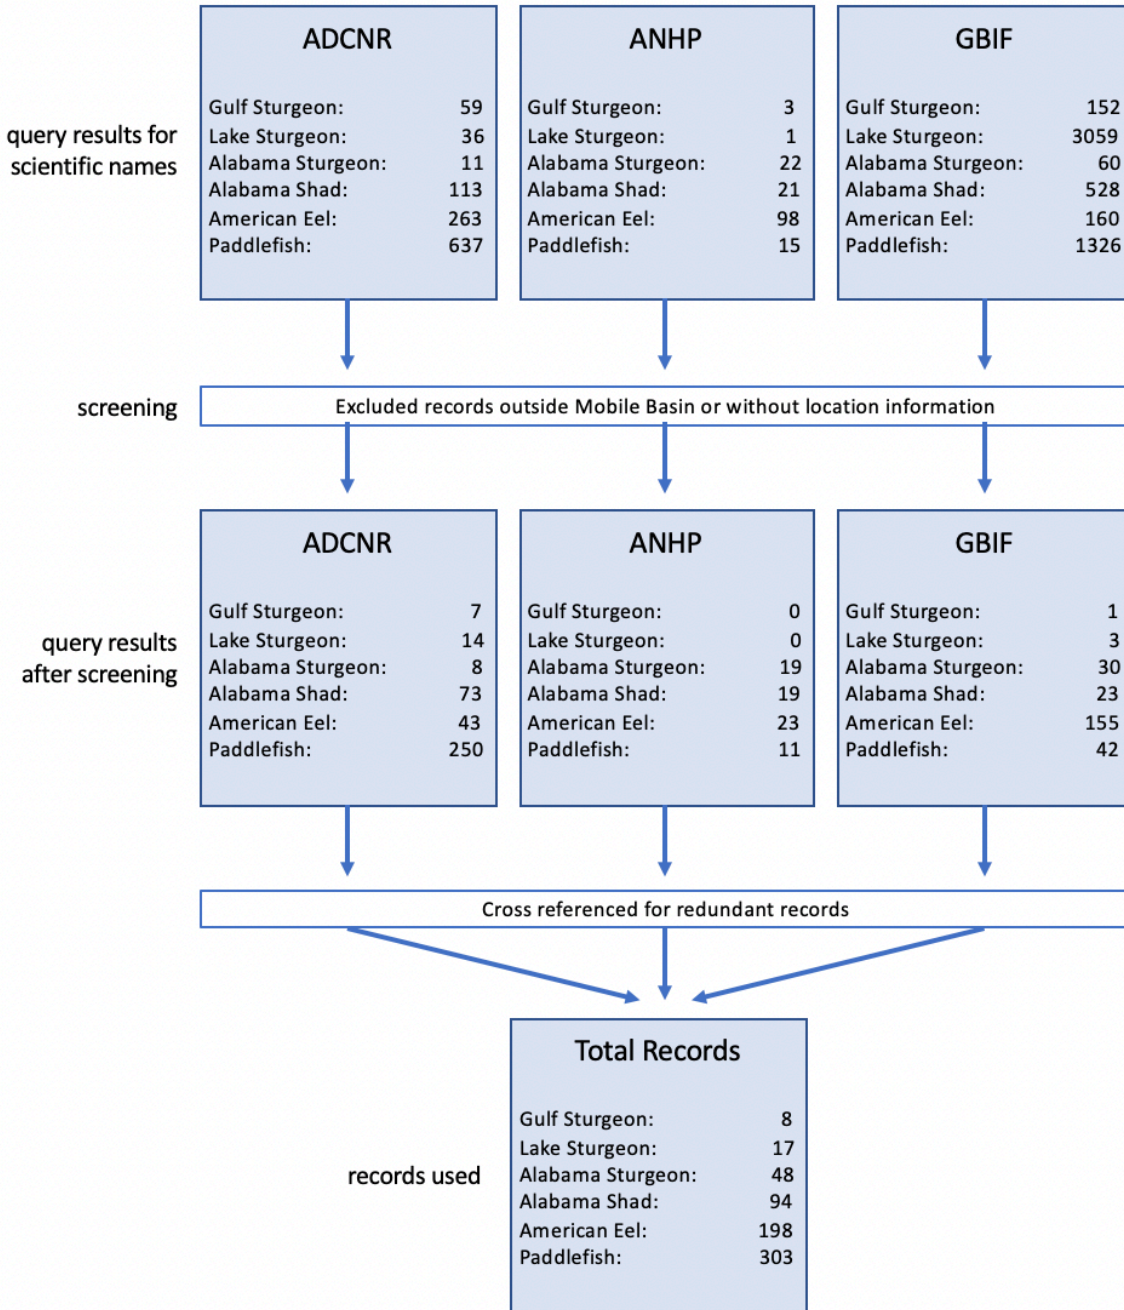 ADCNR
Gulf Sturgeon: 59
Lake Sturgeon: 36
Alabama Sturgeon: 11
Alabama Shad: 113
American Eel: 263
Paddlefish: 637
ANHP
Gulf Sturgeon: 3
Lake Sturgeon: 1
Alabama Sturgeon: 22
Alabama Shad: 21
American Eel: 98
Paddlefish: 15
GBIF
Gulf Sturgeon: 152
Lake Sturgeon: 3059
Alabama Sturgeon: 60
Alabama Shad: 528
American Eel: 160
Paddlefish: 1326
query results for
scientific names
screening
Excluded records outside Mobile Basin or without location information
ADCNR
Gulf Sturgeon: 7
Lake Sturgeon: 14
Alabama Sturgeon: 8
Alabama Shad: 73
American Eel: 43
Paddlefish: 250
ANHP
Gulf Sturgeon: 0
Lake Sturgeon: 0
Alabama Sturgeon: 19
Alabama Shad: 19
American Eel: 23
Paddlefish: 11
GBIF
Gulf Sturgeon: 1
Lake Sturgeon: 3
Alabama Sturgeon: 30
Alabama Shad: 23
American Eel: 155
Paddlefish: 42
query results
after screening
Cross referenced for redundant records
Total Records
Gulf Sturgeon: 8
Lake Sturgeon: 17
Alabama Sturgeon: 48
Alabama Shad: 94
American Eel: 198
Paddlefish: 303
records used